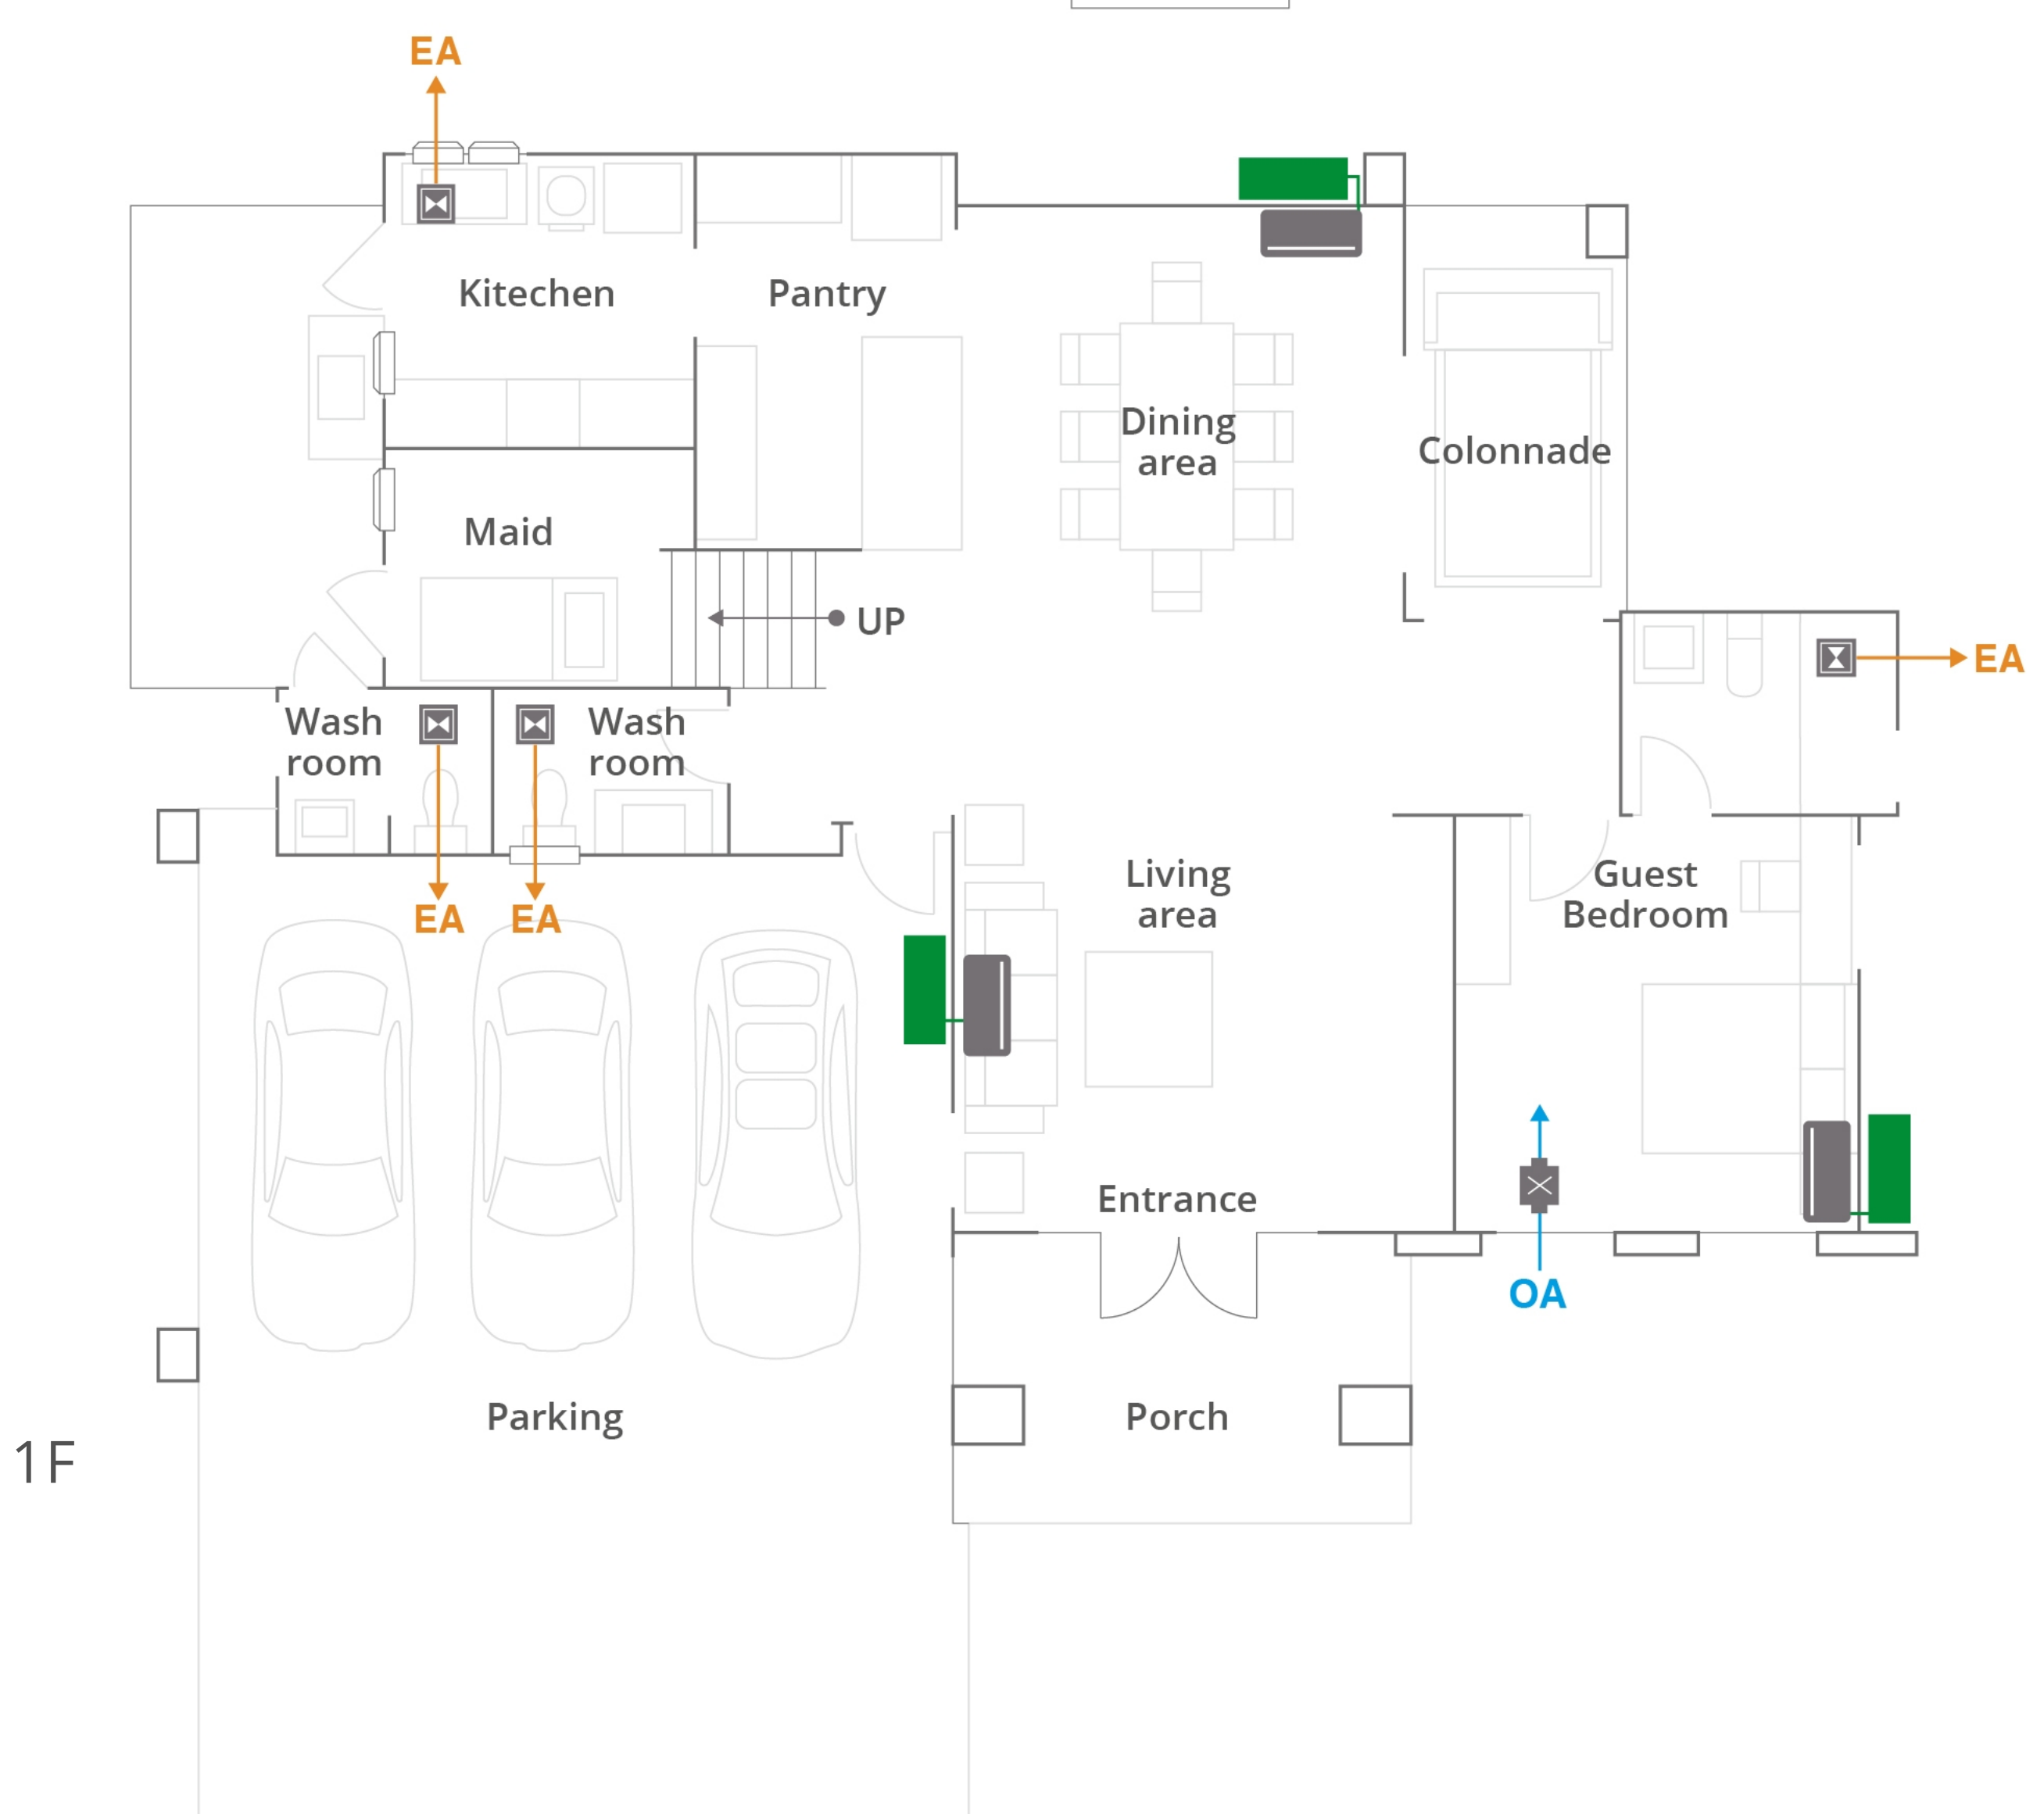 EA
Kitechen
Pantry
Dining
area
Colonnade
Maid
UP
EA
Wash
room
Wash
room
EA
EA
Living
area
Guest
Bedroom
Entrance
OA
Parking
Porch
1F